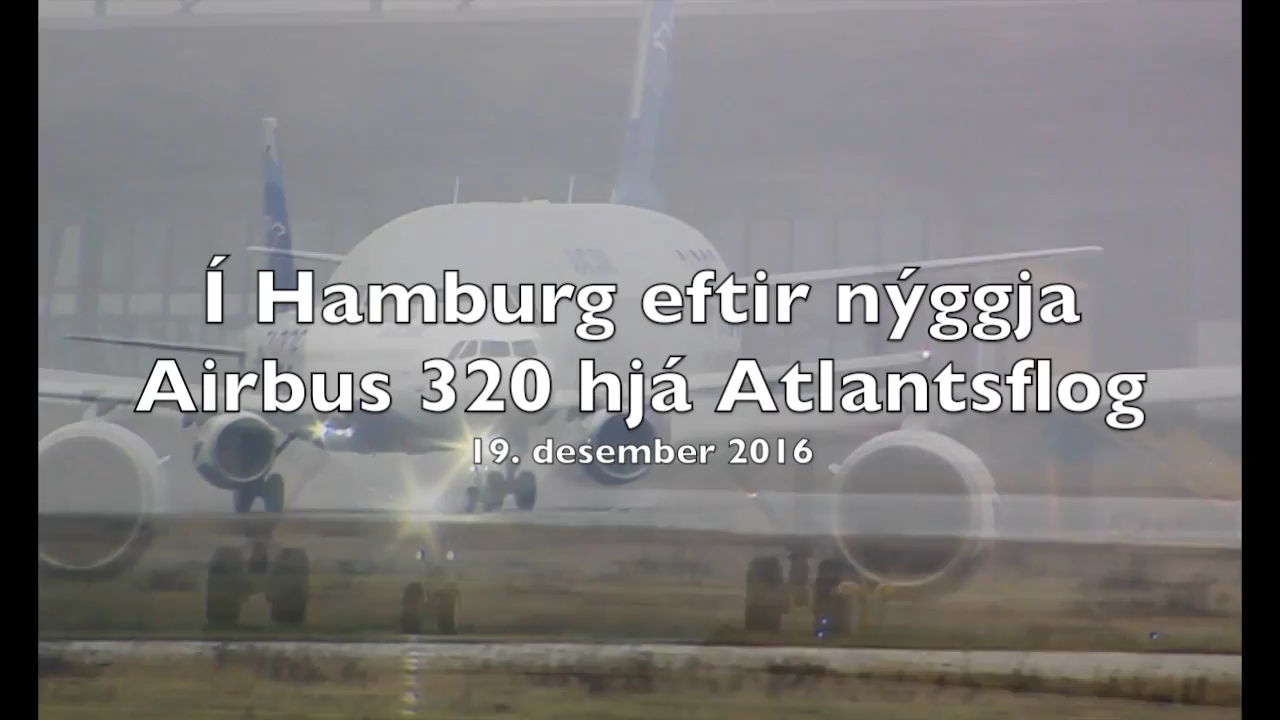 Í Hamburg eftir nýggja
Airbus 320 hjá Atlantsflog
19. desember 2016